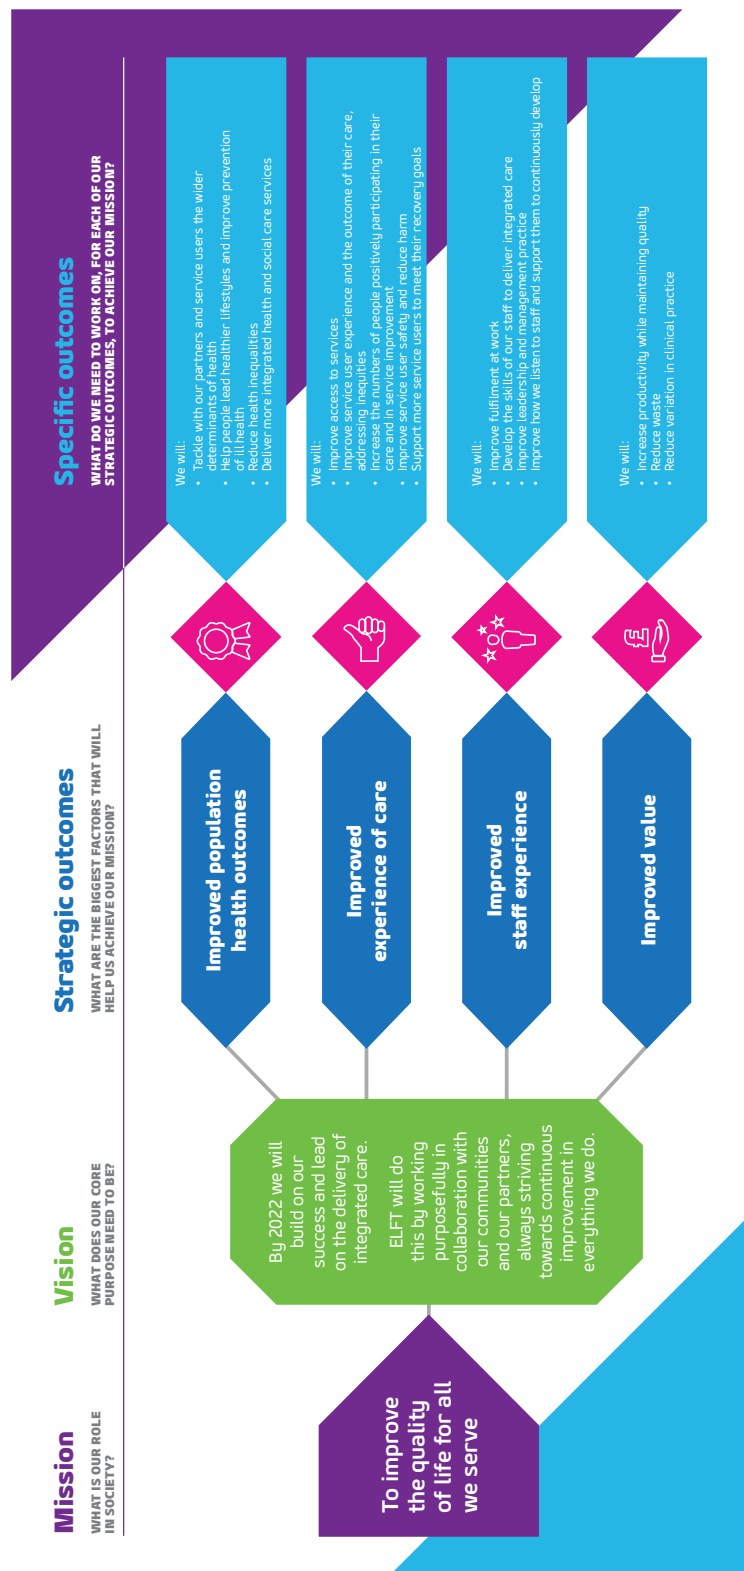 Mission
WHAT IS OUR ROLE
IN SOCIETY?
To improve
the quality
of life for all
we serve
Vision
WHAT DOES OUR CORE
PURPOSE NEED TO BE?
By 2022 we will
build on our
success and lead
on the delivery of
integrated care.
ELFT will do
this by working
purposefully in
collaboration with
our communities
and our partners,
always striving
towards continuous
improvement in
everything we do.
Strategic outcomes
WHAT ARE THE BIGGEST FACTORS THAT WILL
HELP US ACHIEVE OUR MISSION?
Improved population
health outcomes
Improved
experience of care
Improved
staff experience
Improved value
Specific outcomes
WHAT DO WE NEED TO WORK ON, FOR EACH OF OUR
STRATEGIC OUTCOMES, TO ACHIEVE OUR MISSION?
We will:
• Tackle with our partners and service users the wider
determinants of health
• Help people lead healthier lifestyles and improve prevention
of ill health
• Reduce health inequalities
• Deliver more integrated health and social care services
We will:
• Improve access to services
• Improve service user experience and the outcome of their care,
addressing inequities
• Increase the numbers of people positively participating in their
care and in service improvement
• Improve service user safety and reduce harm
• Support more service users to meet their recovery goals
We will:
• Improve fulfilment at work
• Develop the skills of our staff to deliver integrated care
• Improve leadership and management practice
• Improve how we listen to staff and support them to continuously develop
We will:
• Increase productivity while maintaining quality
• Reduce waste
• Reduce variation in clinical practice